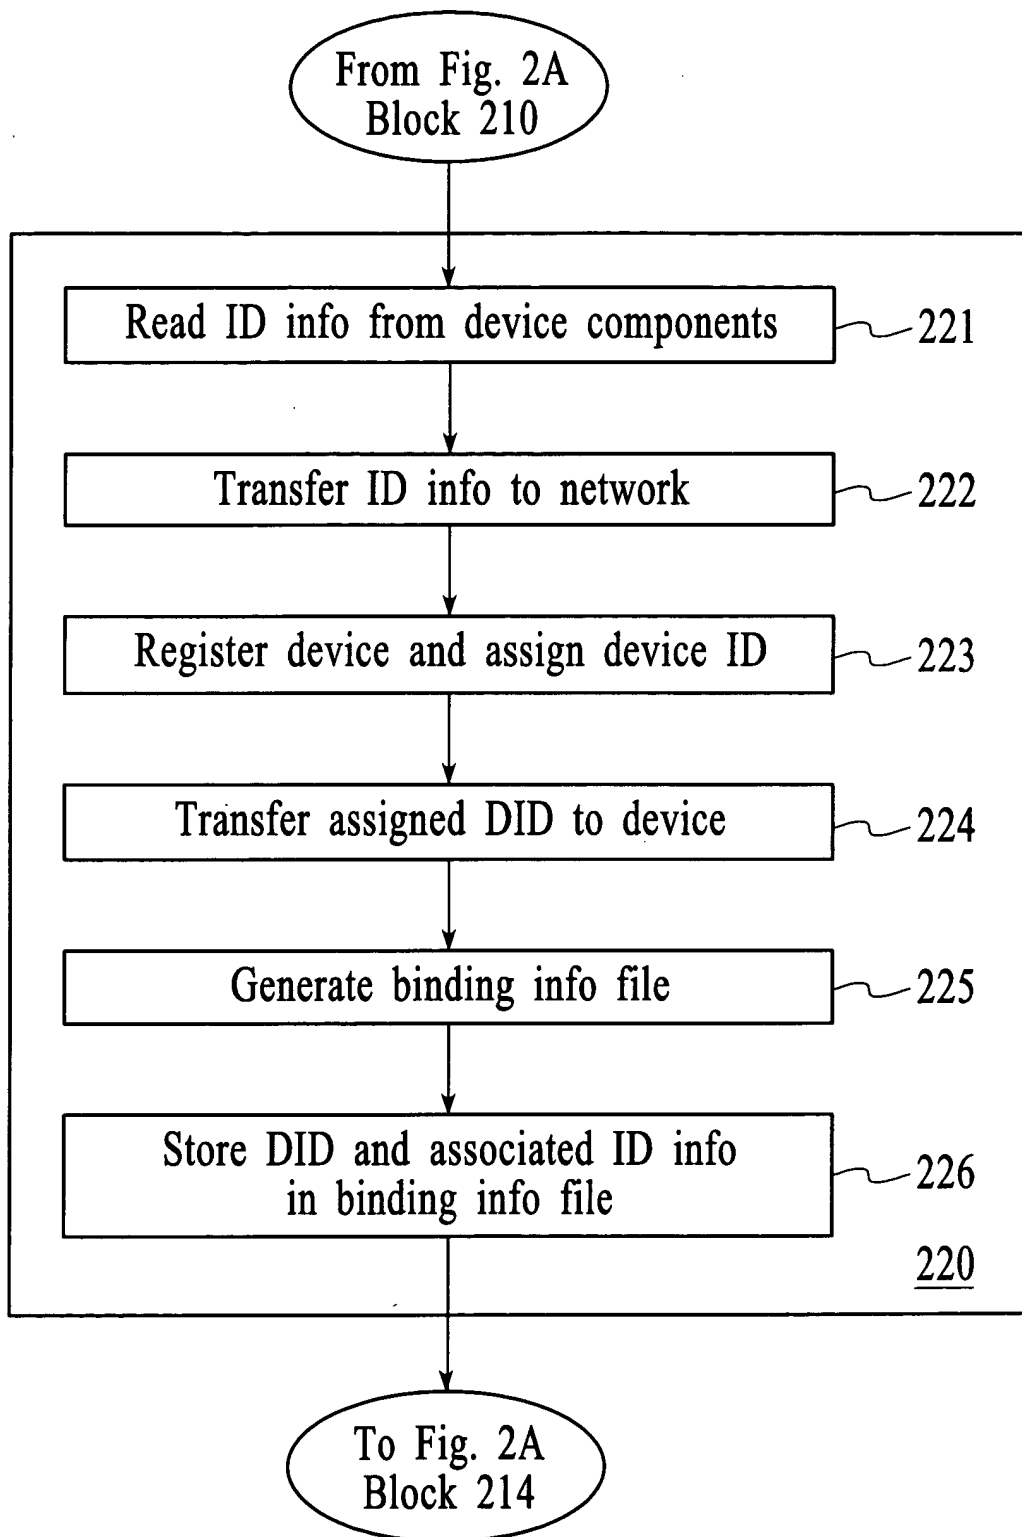 From Fig. 2A
Block 210
Read ID info from device components
221
Transfer ID info to network
222
Register device and assign device ID
223
Transfer assigned DID to device
224
Generate binding info file
225
Store DID and associated ID info
in binding info file
226
220
To Fig. 2A
Block 214